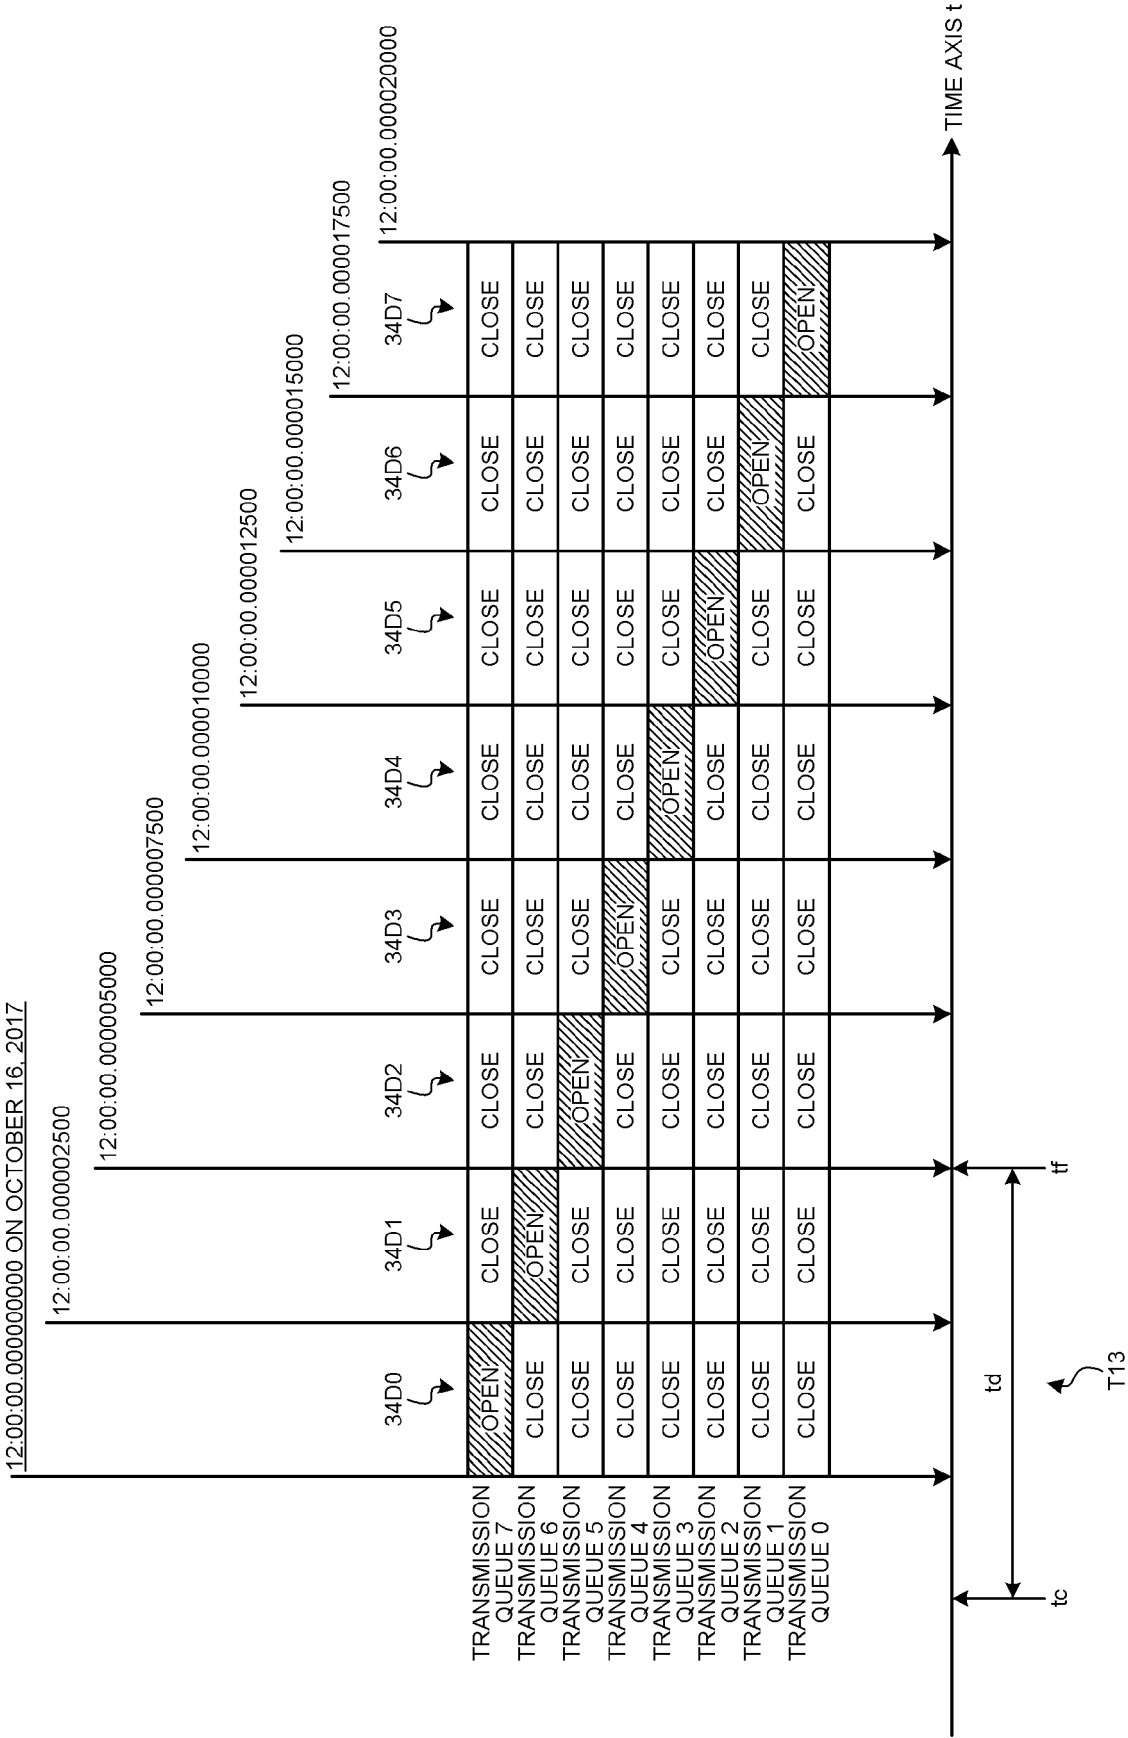 12:00:00.000000000 ON OCTOBER 16, 2017
12:00:00.000002500
12:00:00.000005000
12:00:00.000007500
12:00:00.000010000
12:00:00.000012500
12:00:00.000015000
12:00:00.000017500
12:00:00.000020000
34D0 34D1 34D2 34D3 34D4 34D5 34D6 34D7
TRANSMISSION
QUEUE 7
OPEN CLOSE CLOSE CLOSE CLOSE CLOSE CLOSE CLOSE
TRANSMISSION
QUEUE 6
CLOSE OPEN CLOSE CLOSE CLOSE CLOSE CLOSE CLOSE
TRANSMISSION
QUEUE 5
CLOSE CLOSE OPEN CLOSE CLOSE CLOSE CLOSE CLOSE
TRANSMISSION
QUEUE 4
CLOSE CLOSE CLOSE OPEN CLOSE CLOSE CLOSE CLOSE
TRANSMISSION
QUEUE 3
CLOSE CLOSE CLOSE CLOSE OPEN CLOSE CLOSE CLOSE
TRANSMISSION
QUEUE 2
CLOSE CLOSE CLOSE CLOSE CLOSE OPEN CLOSE CLOSE
TRANSMISSION
QUEUE 1
CLOSE CLOSE CLOSE CLOSE CLOSE CLOSE OPEN CLOSE
TRANSMISSION
QUEUE 0
CLOSE CLOSE CLOSE CLOSE CLOSE CLOSE CLOSE OPEN
TIME AXIS t
td
tc tf
T13